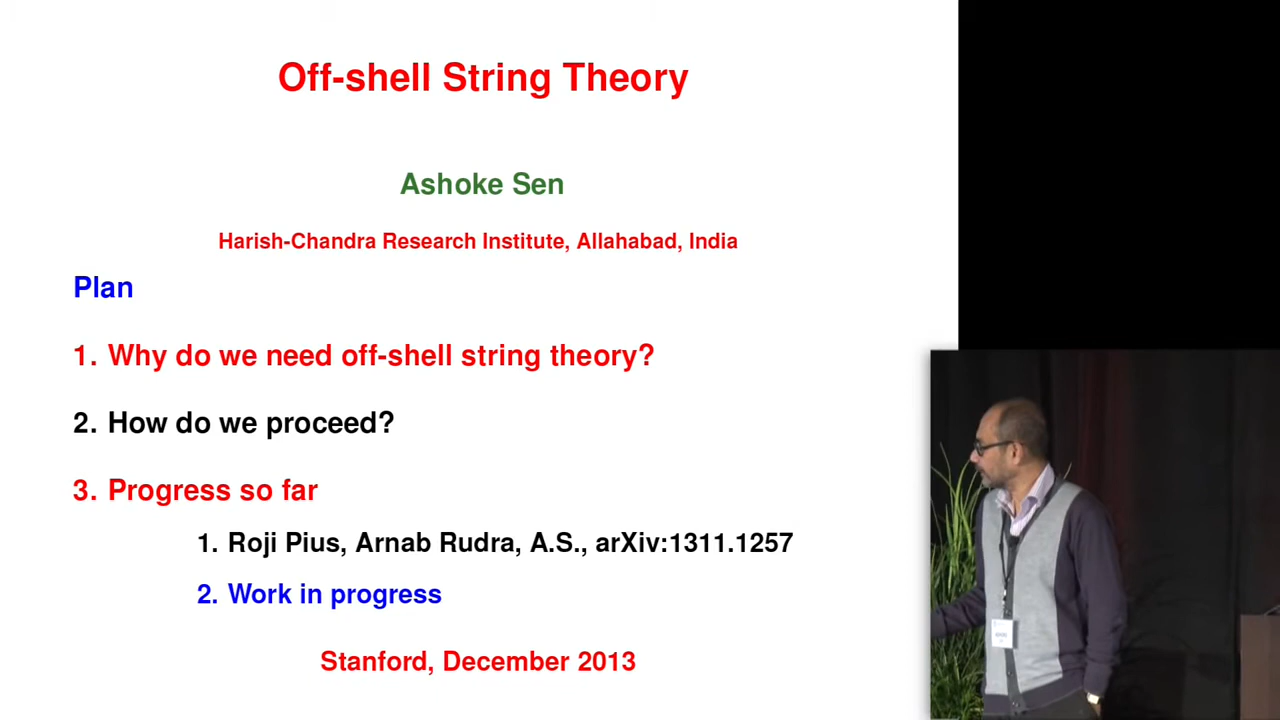 Off-shell String Theory
Ashoke Sen
Harish-Chandra Research Institute, Allahabad, India
Plan
1. Why do we need off-shell string theory?
2. How do we proceed?
3. Progress so far
1. Roji Pius, Arnab Rudra, A.S., arXiv:1311.1257
2. Work in progress
Stanford, December 2013